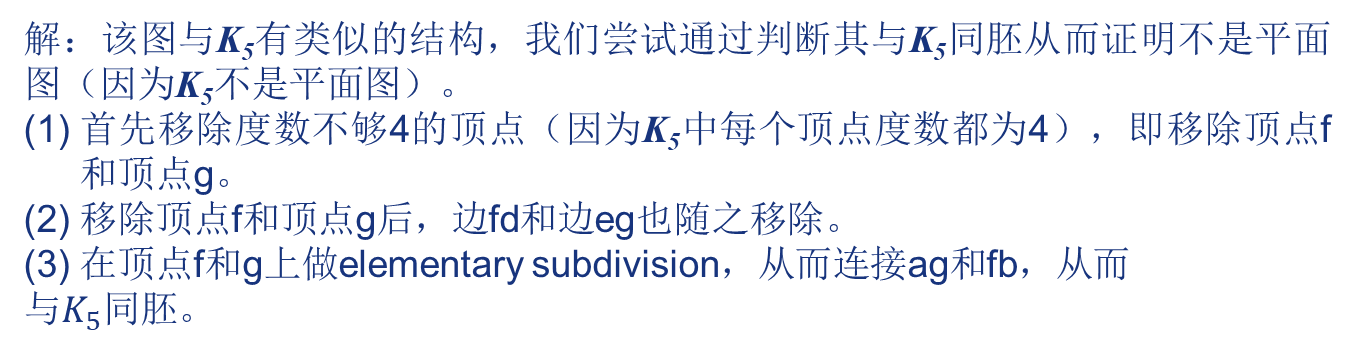 解：该图与K5有类似的结构，我们尝试通过判断其与K5同胚从而证明不是平面
图（因为K5不是平面图）。
(1) 首先移除度数不够4的顶点（因为K5中每个顶点度数都为4），即移除顶点f
和顶点g。
(2) 移除顶点f和顶点g后，边fd和边eg也随之移除。
(3) 在顶点f和g上做elementary subdivision，从而连接ag和fb，从而
与K5同胚。